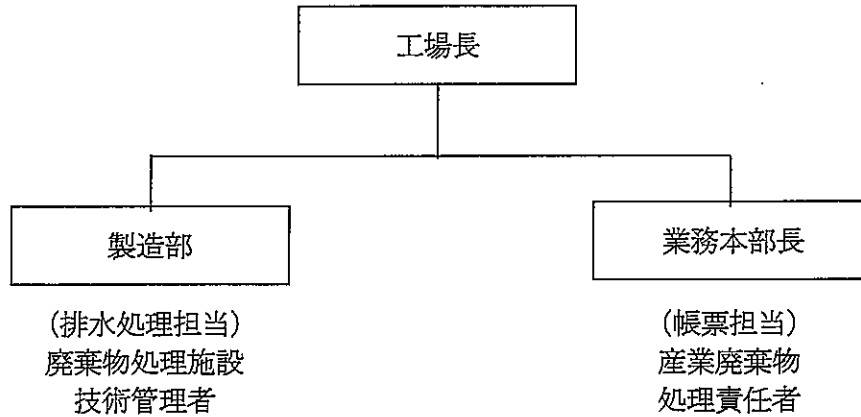 工場長
製造部
業務本部長
(排水処理担当)
廃棄物処理施設
技術管理者
(帳票担当)
産業廃棄物
処理責任者